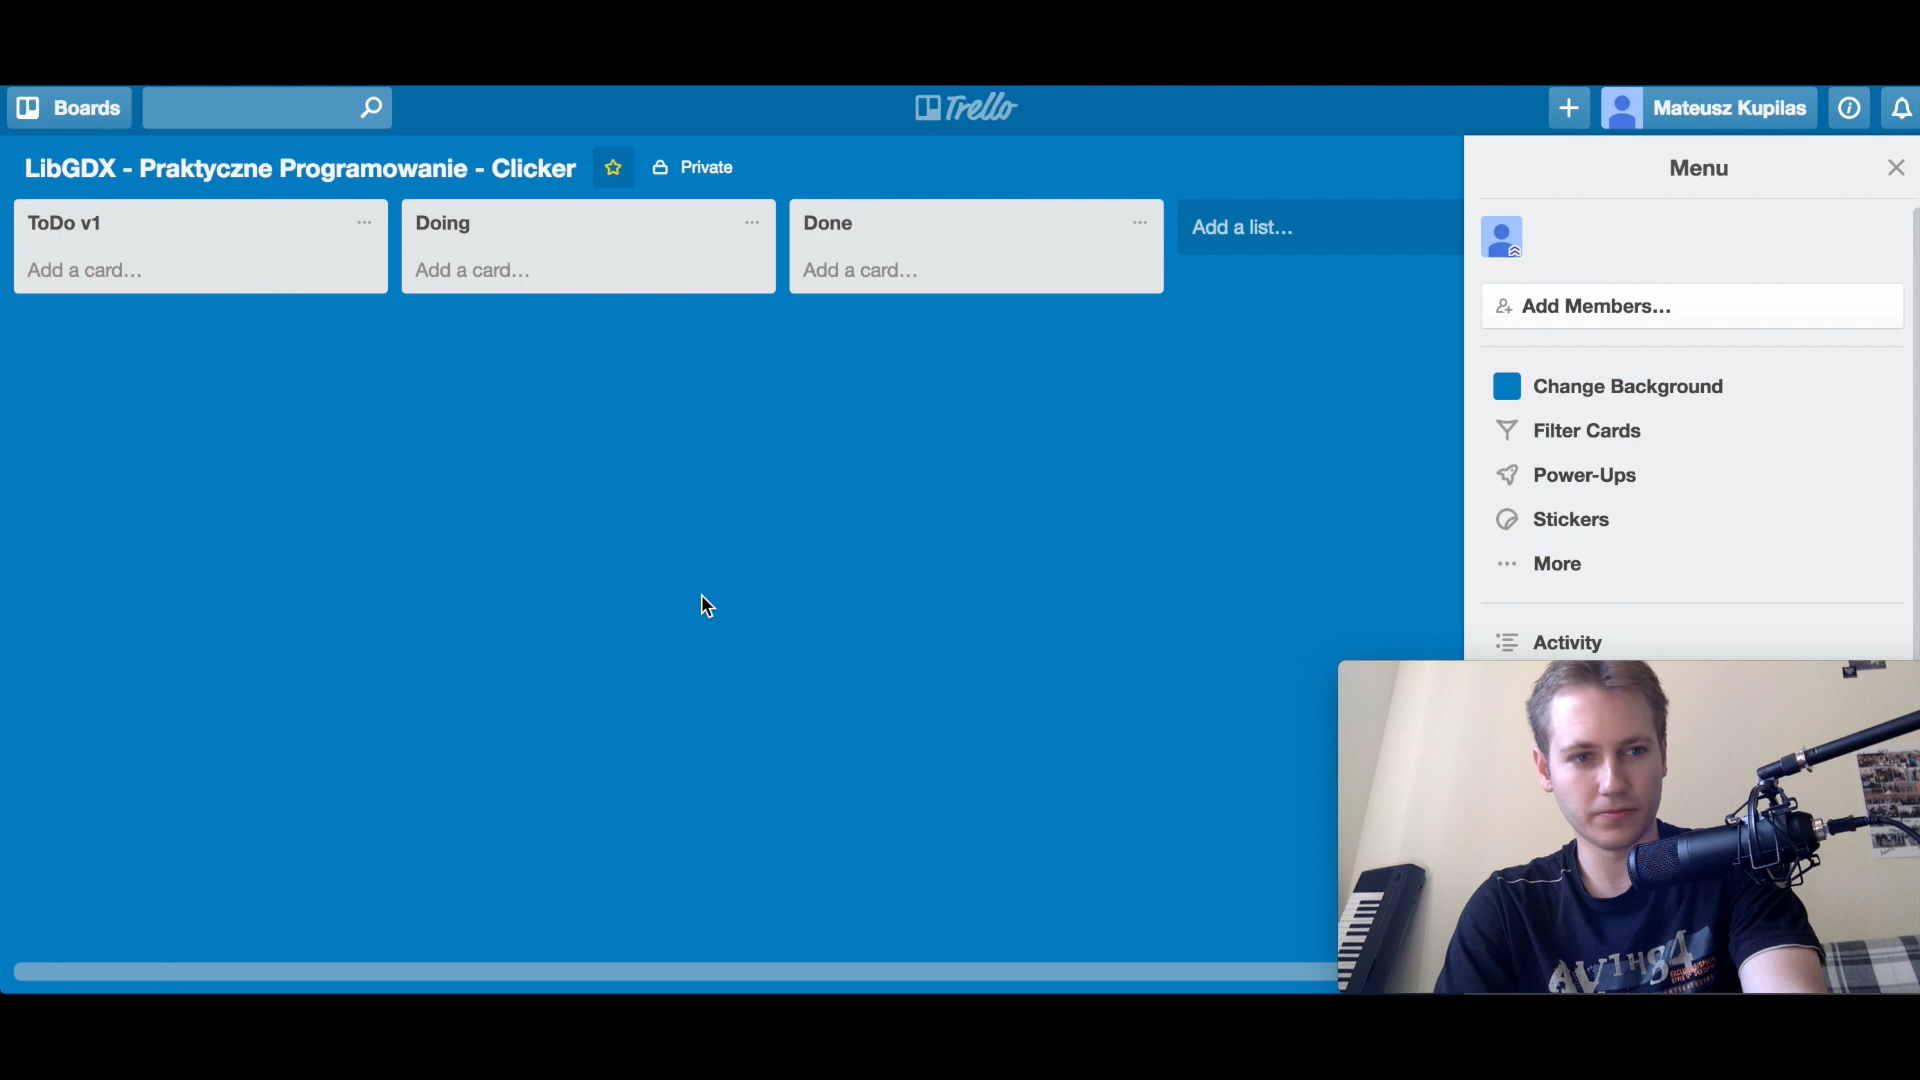 Boards
Trello
Mateusz Kupilas
LibGDX - Praktyczne Programowanie - Clicker
Private
ToDo v1
Add a card…
Doing
Add a card…
Done
Add a card…
Add a list…
Menu
Add Members…
Change Background
Filter Cards
Power-Ups
Stickers
More
Activity